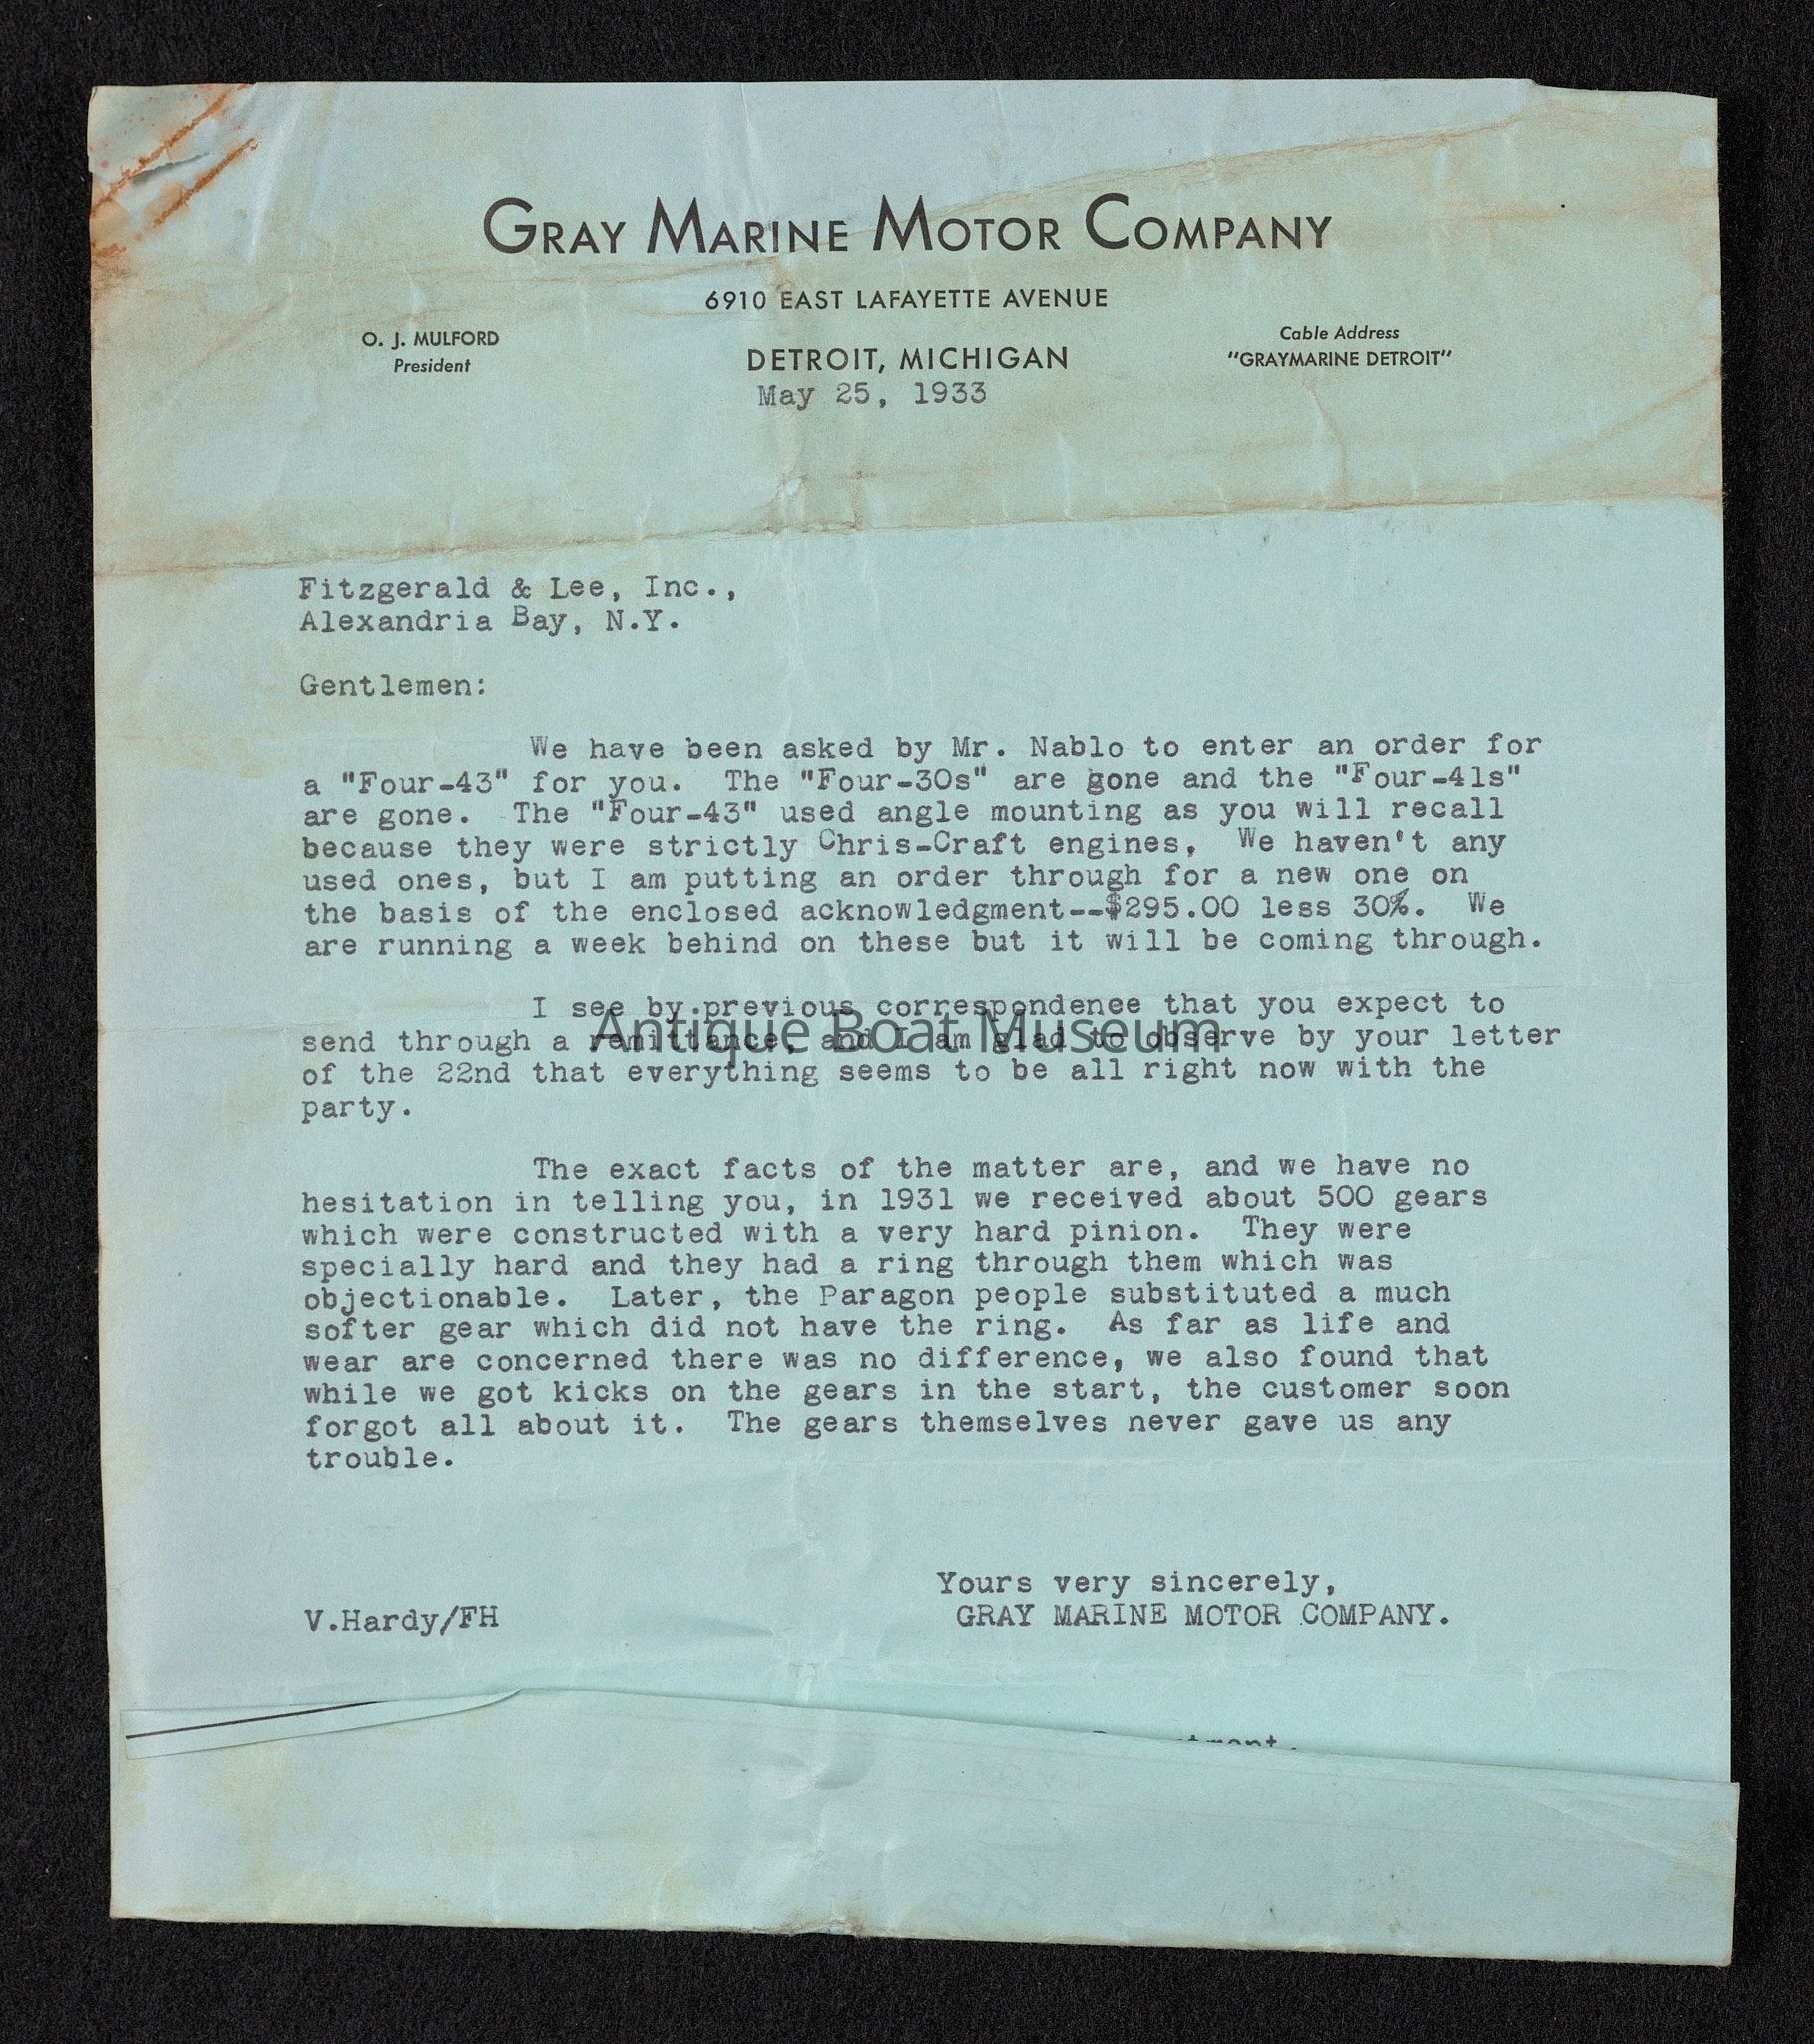 GRAY MARINE MOTOR COMPANY
6910 EAST LAFAYETTE AVENUE
O. J. MULFORD
President
DETROIT, MICHIGAN
Cable Address
"GRAYMARINE DETROIT"
May 25, 1933
Fitzgerald & Lee, Inc.,
Alexandria Bay, N.Y.
Gentlemen:
We have been asked by Mr. Nablo to enter an order for
a "Four-43" for you. The "Four-30s" are gone and the "Four-41s"
are gone. The "Four-43" used angle mounting as you will recall
because they were strictly Chris-Craft engines, We haven't any
used ones, but I am putting an order through for a new one on
the basis of the enclosed acknowledgment--$295.00 less 30%. We
are running a week behind on these but it will be coming through.
I see by previous correspondenee that you expect to
send through a remittance, and I am glad to observe by your letter
of the 22nd that everything seems to be all right now with the
party.
Antique Boat Museum
The exact facts of the matter are, and we have no
hesitation in telling you, in 1931 we received about 500 gears
which were constructed with a very hard pinion. They were
specially hard and they had a ring through them which was
objectionable. Later, the Paragon people substituted a much
softer gear which did not have the ring. As far as life and
wear are concerned there was no difference, we also found that
while we got kicks on the gears in the start, the customer soon
forgot all about it. The gears themselves never gave us any
trouble.
Yours very sincerely,
V.Hardy/FH
GRAY MARINE MOTOR COMPANY.